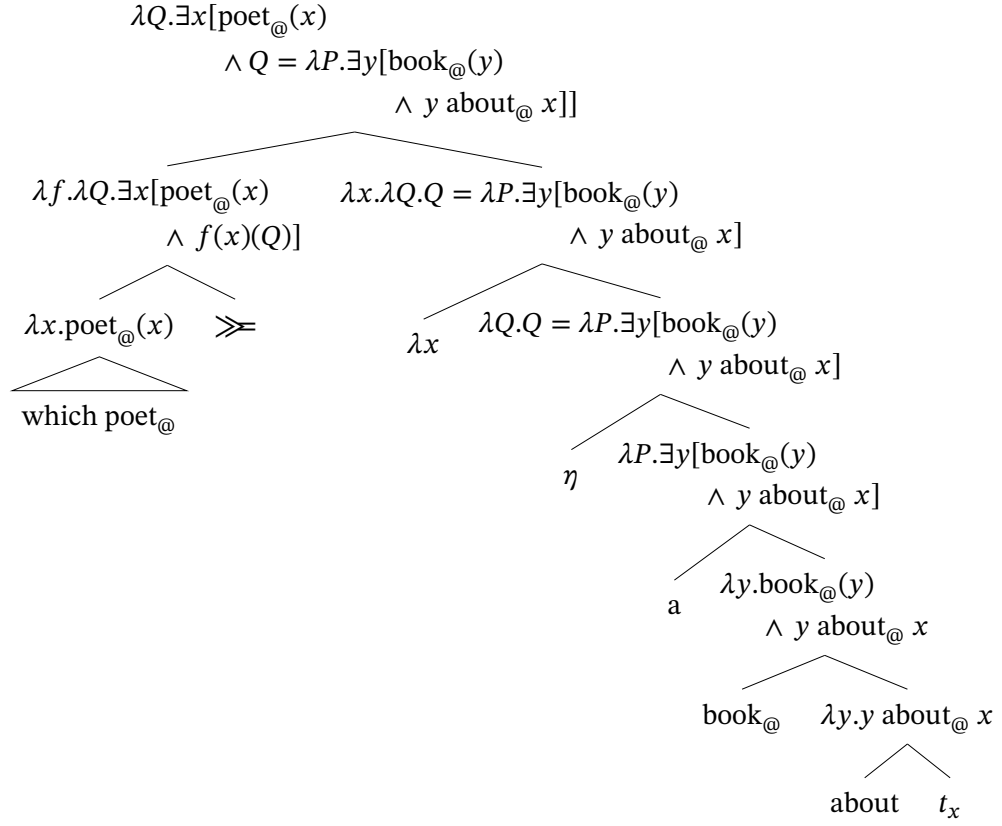 λQ.∃x[poet@(x)
∧ Q = λP.∃y[book@(y)
∧ y about@ x]]
λf.λQ.∃x[poet@(x)
∧ f(x)(Q)]
λx.λQ.Q = λP.∃y[book@(y)
∧ y about@ x]
λx.poet@(x)
≫=
λx
λQ.Q = λP.∃y[book@(y)
∧ y about@ x]
which poet@
η
λP.∃y[book@(y)
∧ y about@ x]
a
λy.book@(y)
∧ y about@ x
book@
λy.y about@ x
about
tₓ